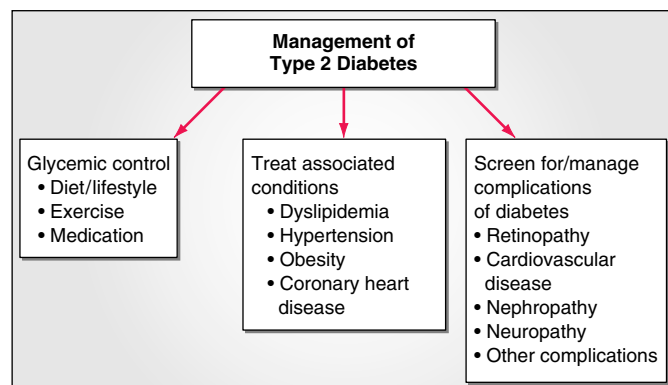 Management of
Type 2 Diabetes
Glycemic control
• Diet/lifestyle
• Exercise
• Medication
Treat associated
conditions
• Dyslipidemia
• Hypertension
• Obesity
• Coronary heart
disease
Screen for/manage
complications
of diabetes
• Retinopathy
• Cardiovascular
disease
• Nephropathy
• Neuropathy
• Other complications